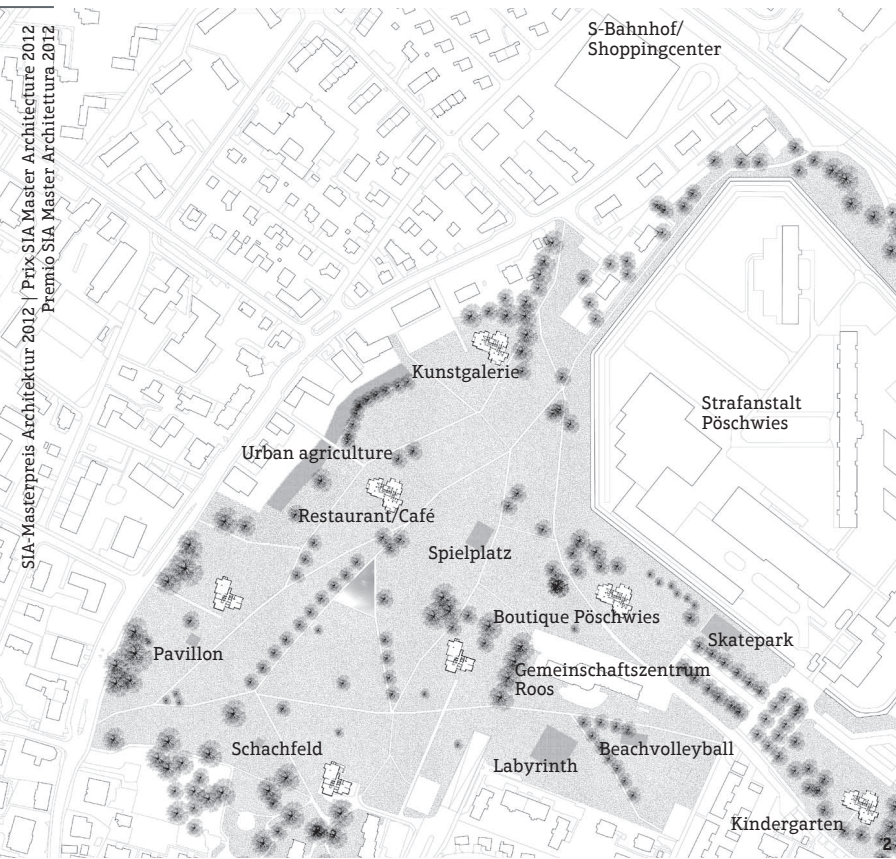 SIA-Masterpreis Architektur 2012 | Prix SIA Master Architecture 2012
Premio SIA Master Architettura 2012
S-Bahnhof/
Shoppingcenter
Kunstgalerie
Strafanstalt
Pöschwies
Urban agriculture
Restaurant/Café
Spielplatz
Boutique Pöschwies
Skatepark
Pavillon
Gemeinschaftszentrum
Roos
Schachfeld
Beachvolleyball
Labyrinth
Kindergarten